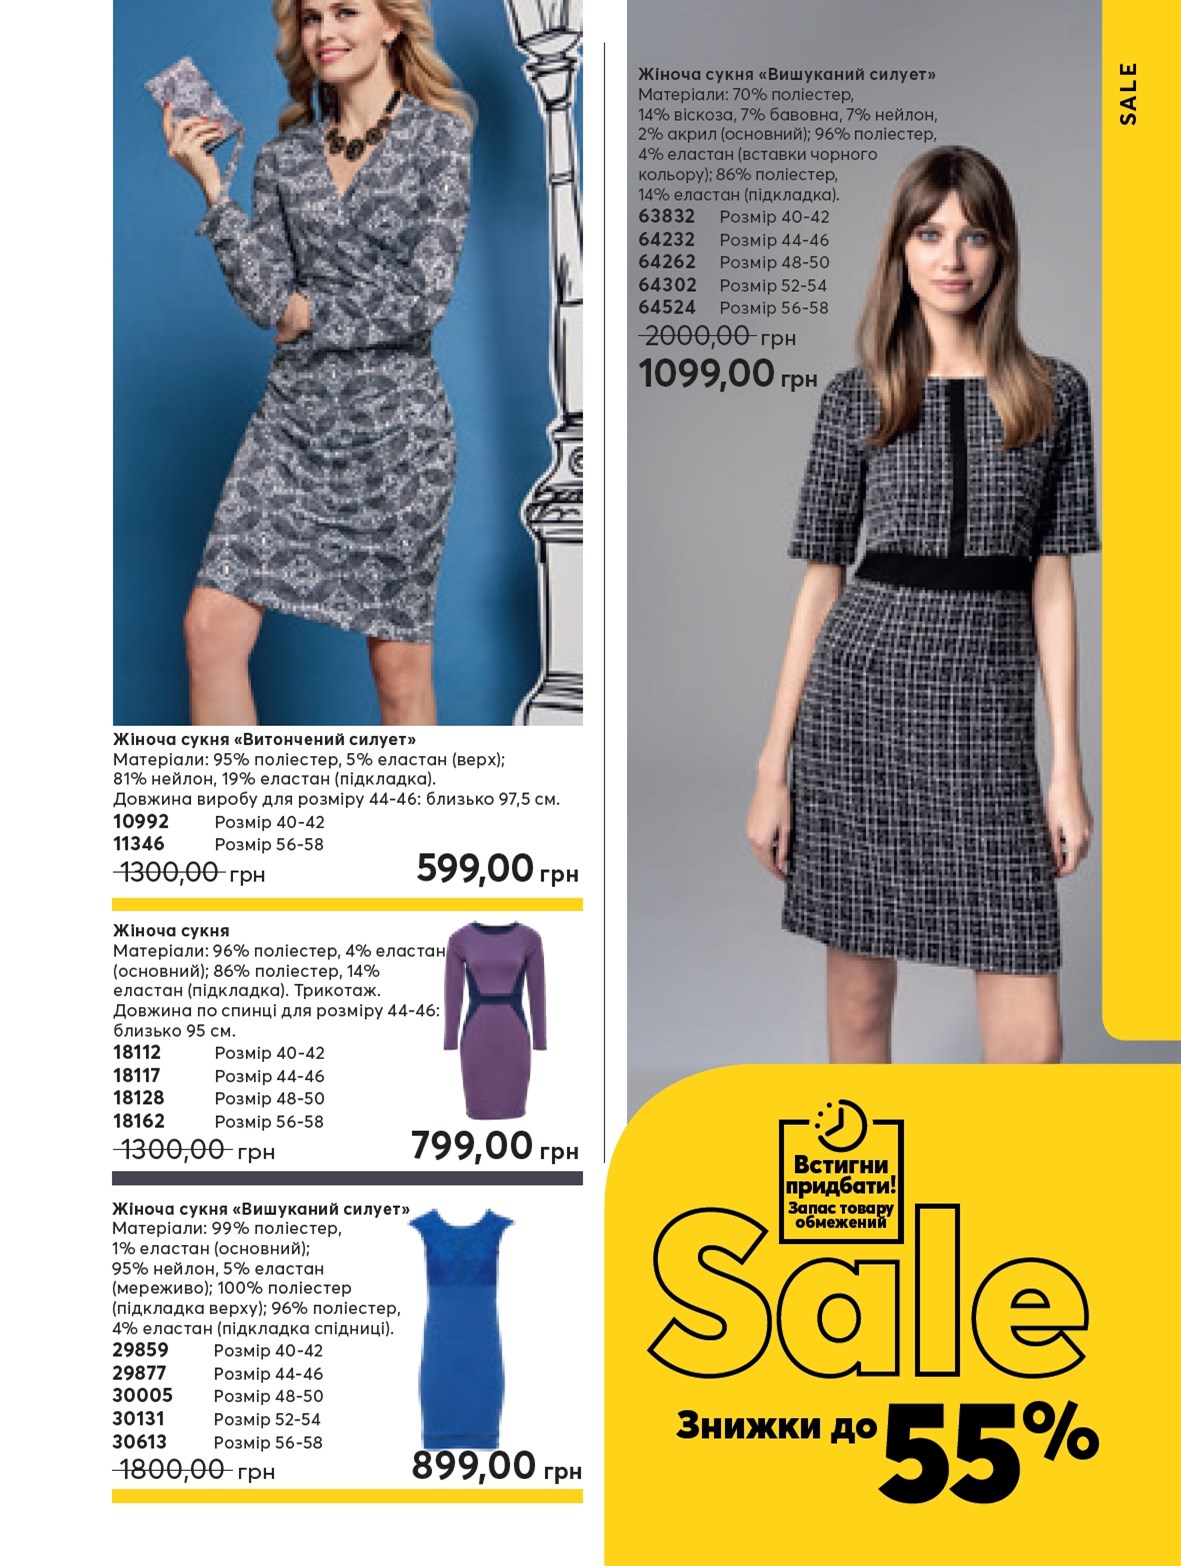 Жіноча сукня «Витончений силует»
Матеріали: 95% поліестер, 5% еластан (верх);
81% нейлон, 19% еластан (підкладка).
Довжина виробу для розміру 44-46: близько 97,5 см.
10992 Розмір 40-42
11346 Розмір 56-58
1300,00 грн 599,00 грн
Жіноча сукня
Матеріали: 96% поліестер, 4% еластан
(основний); 86% поліестер, 14%
еластан (підкладка). Трикотаж.
Довжина по спинці для розміру 44-46:
близько 95 см.
18112 Розмір 40-42
18117 Розмір 44-46
18128 Розмір 48-50
18162 Розмір 56-58
1300,00 грн 799,00 грн
Жіноча сукня «Вишуканий силует»
Матеріали: 99% поліестер,
1% еластан (основний);
95% нейлон, 5% еластан
(мереживо); 100% поліестер
(підкладка верху); 96% поліестер,
4% еластан (підкладка спідниці).
29859 Розмір 40-42
29877 Розмір 44-46
30005 Розмір 48-50
30131 Розмір 52-54
30613 Розмір 56-58
1800,00 грн 899,00 грн
Жіноча сукня «Вишуканий силует»
Матеріали: 70% поліестер,
14% віскоза, 7% бавовна, 7% нейлон,
2% акрил (основний); 96% поліестер,
4% еластан (вставки чорного
кольору); 86% поліестер,
14% еластан (підкладка).
63832 Розмір 40-42
64232 Розмір 44-46
64262 Розмір 48-50
64302 Розмір 52-54
64524 Розмір 56-58
2000,00 грн
1099,00 грн
SALE
Встигни
придбати!
Запас товару
обмежений
Sale
Знижки до 55%